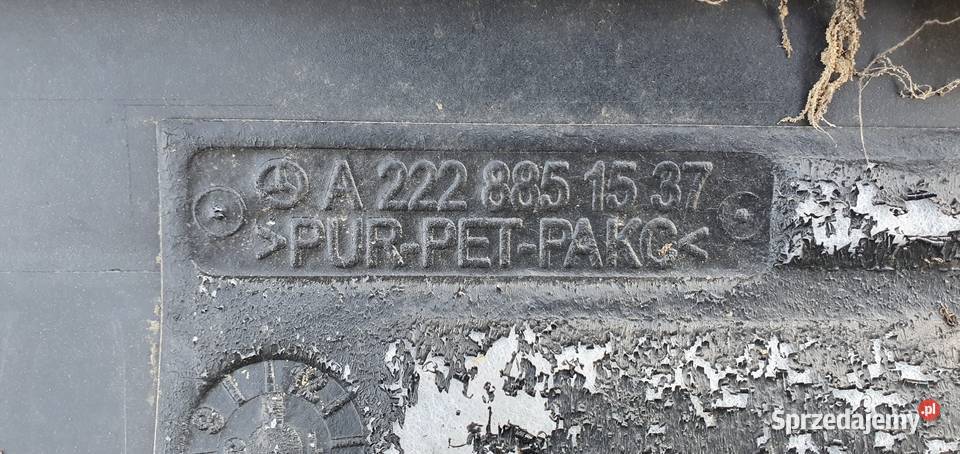 A 222 885 15 37
>PUR-PET-PAKC<
Sprzedajemy.pl